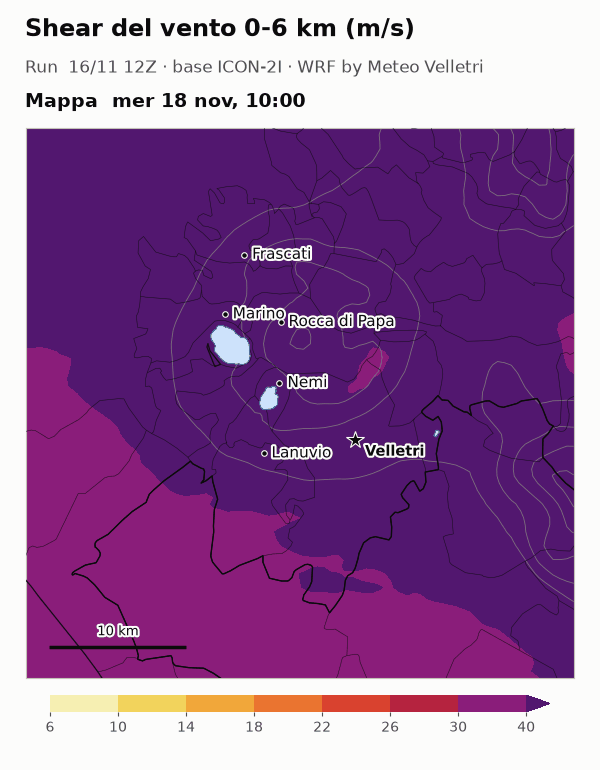 Shear del vento 0-6 km (m/s)
Run  16/11 12Z · base ICON-2I · WRF by Meteo Velletri
Mappa  mer 18 nov, 10:00
Frascati
Marino
Rocca di Papa
Nemi
Velletri
Lanuvio
10 km
6 10 14 18 22 26 30 40